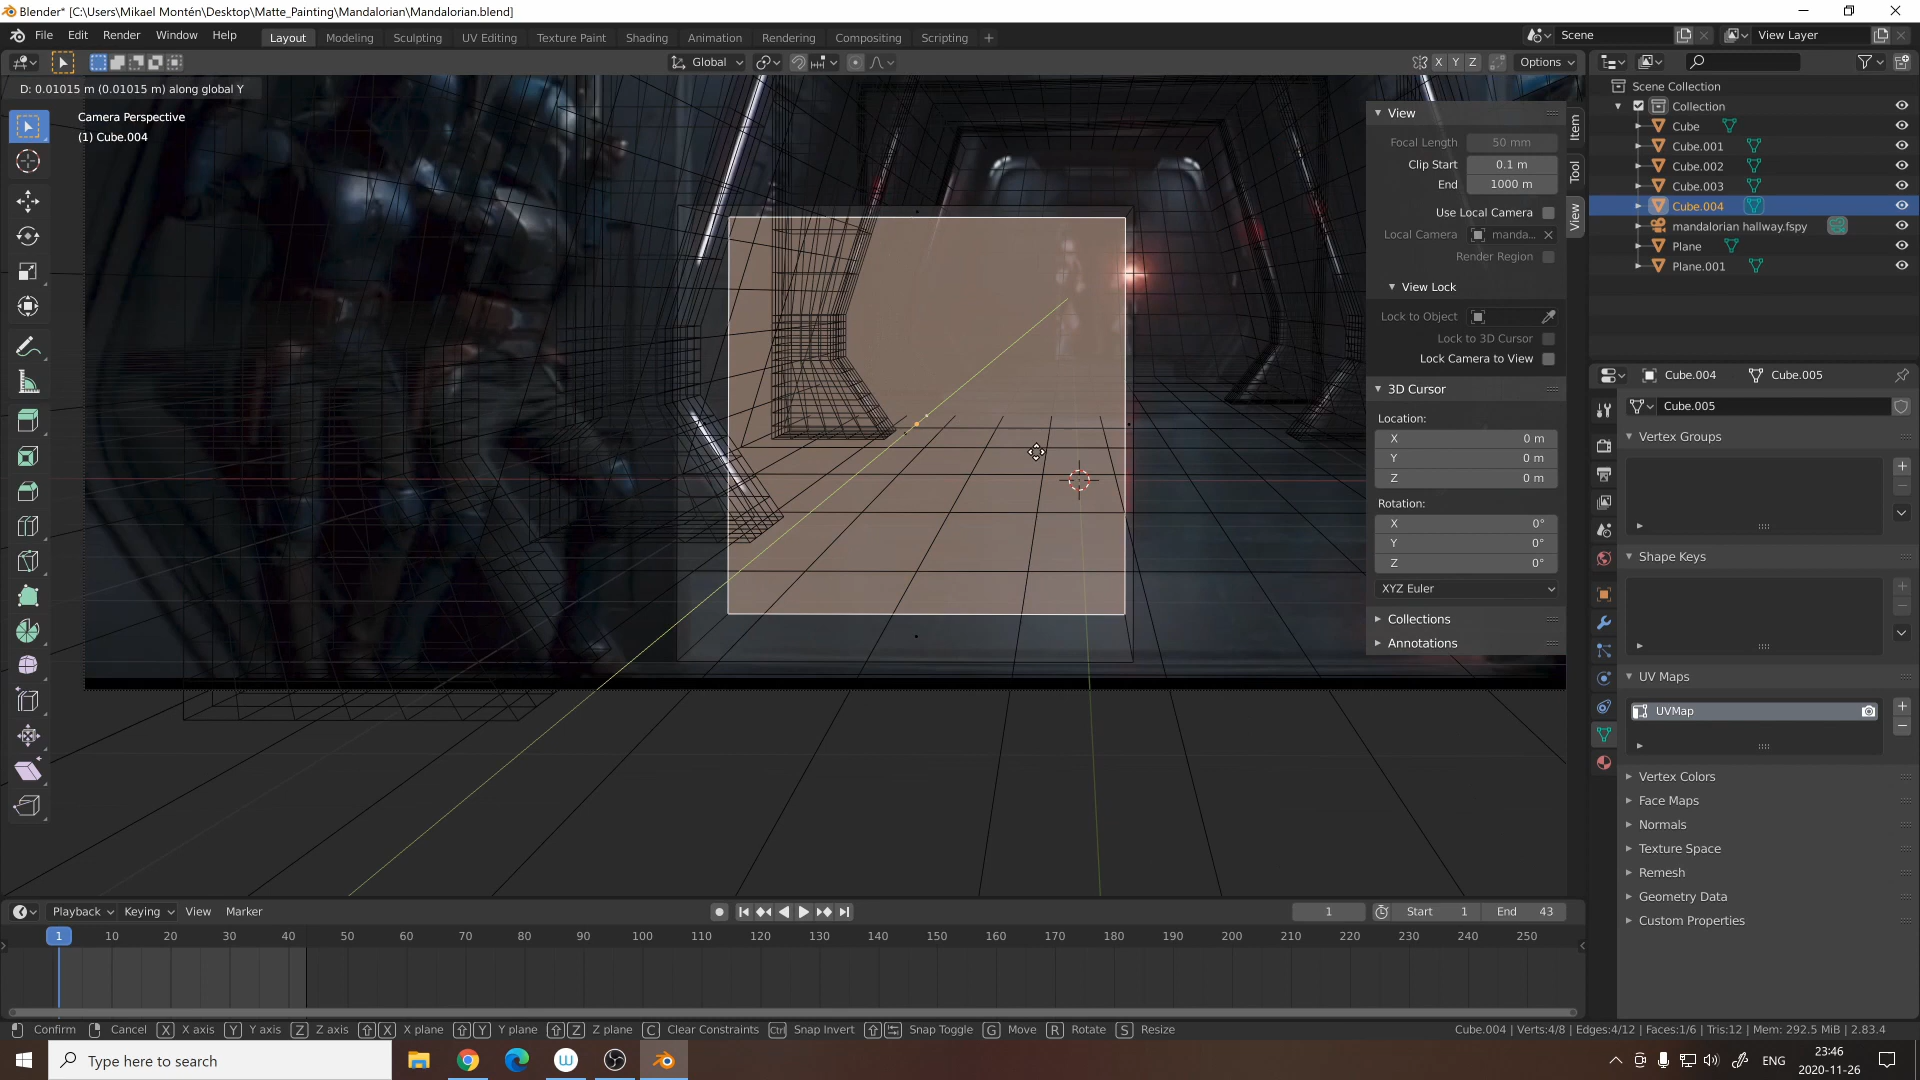 Blender* [C:\Users\Mikael Montén\Desktop\Matte_Painting\Mandalorian\Mandalorian.blend]
File Edit Render Window Help Layout Modeling Sculpting UV Editing Texture Paint Shading Animation Rendering Compositing Scripting Scene View Layer
Global X Y Z Options
D: 0.01015 m (0.01015 m) along global Y
Camera Perspective
(1) Cube.004
View
Focal Length 50 mm
Clip Start 0.1 m
End 1000 m
Use Local Camera
Local Camera manda...
Render Region
View Lock
Lock to Object
Lock to 3D Cursor
Lock Camera to View
3D Cursor
Location:
X 0 m
Y 0 m
Z 0 m
Rotation:
X 0°
Y 0°
Z 0°
XYZ Euler
Collections
Annotations
Item
Tool
View
Scene Collection
Collection
Cube
Cube.001
Cube.002
Cube.003
Cube.004
mandalorian hallway.fspy
Plane
Plane.001
Cube.004 Cube.005
Cube.005
Vertex Groups
Shape Keys
UV Maps
UVMap
Vertex Colors
Face Maps
Normals
Texture Space
Remesh
Geometry Data
Custom Properties
Playback Keying View Marker 1 Start 1 End 43
1 10 20 30 40 50 60 70 80 90 100 110 120 130 140 150 160 170 180 190 200 210 220 230 240 250
Confirm Cancel X X axis Y Y axis Z Z axis X X plane Y Y plane Z Z plane C Clear Constraints Ctrl Snap Invert Snap Toggle G Move R Rotate S Resize Cube.004 | Verts:4/8 | Edges:4/12 | Faces:1/6 | Tris:12 | Mem: 292.5 MiB | 2.83.4
Type here to search ENG 23:46
2020-11-26